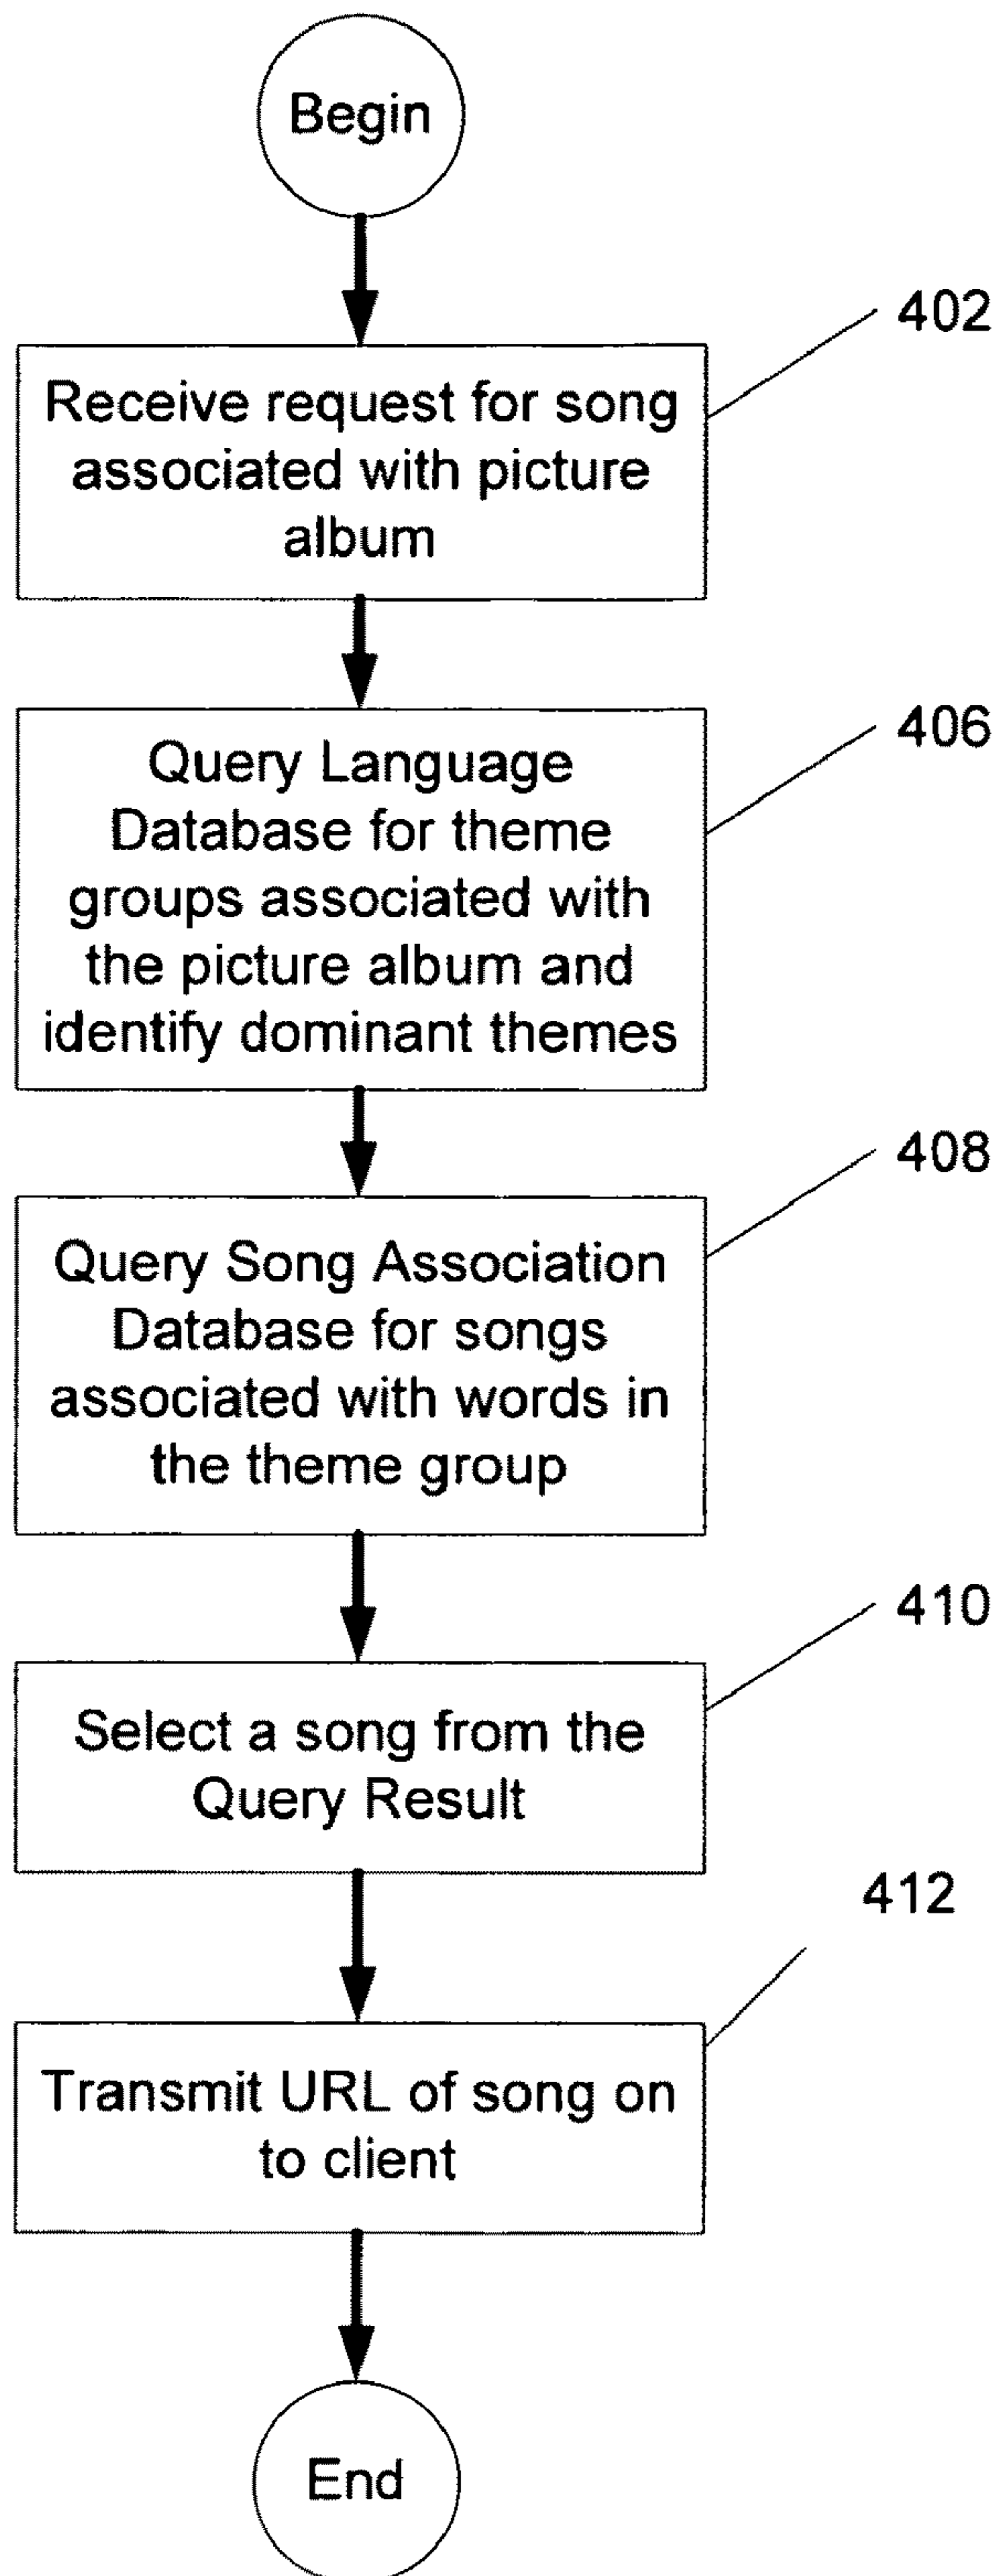 Begin
402
Receive request for song
associated with picture
album
406
Query Language
Database for theme
groups associated with
the picture album and
identify dominant themes
408
Query Song Association
Database for songs
associated with words in
the theme group
410
Select a song from the
Query Result
412
Transmit URL of song on
to client
End